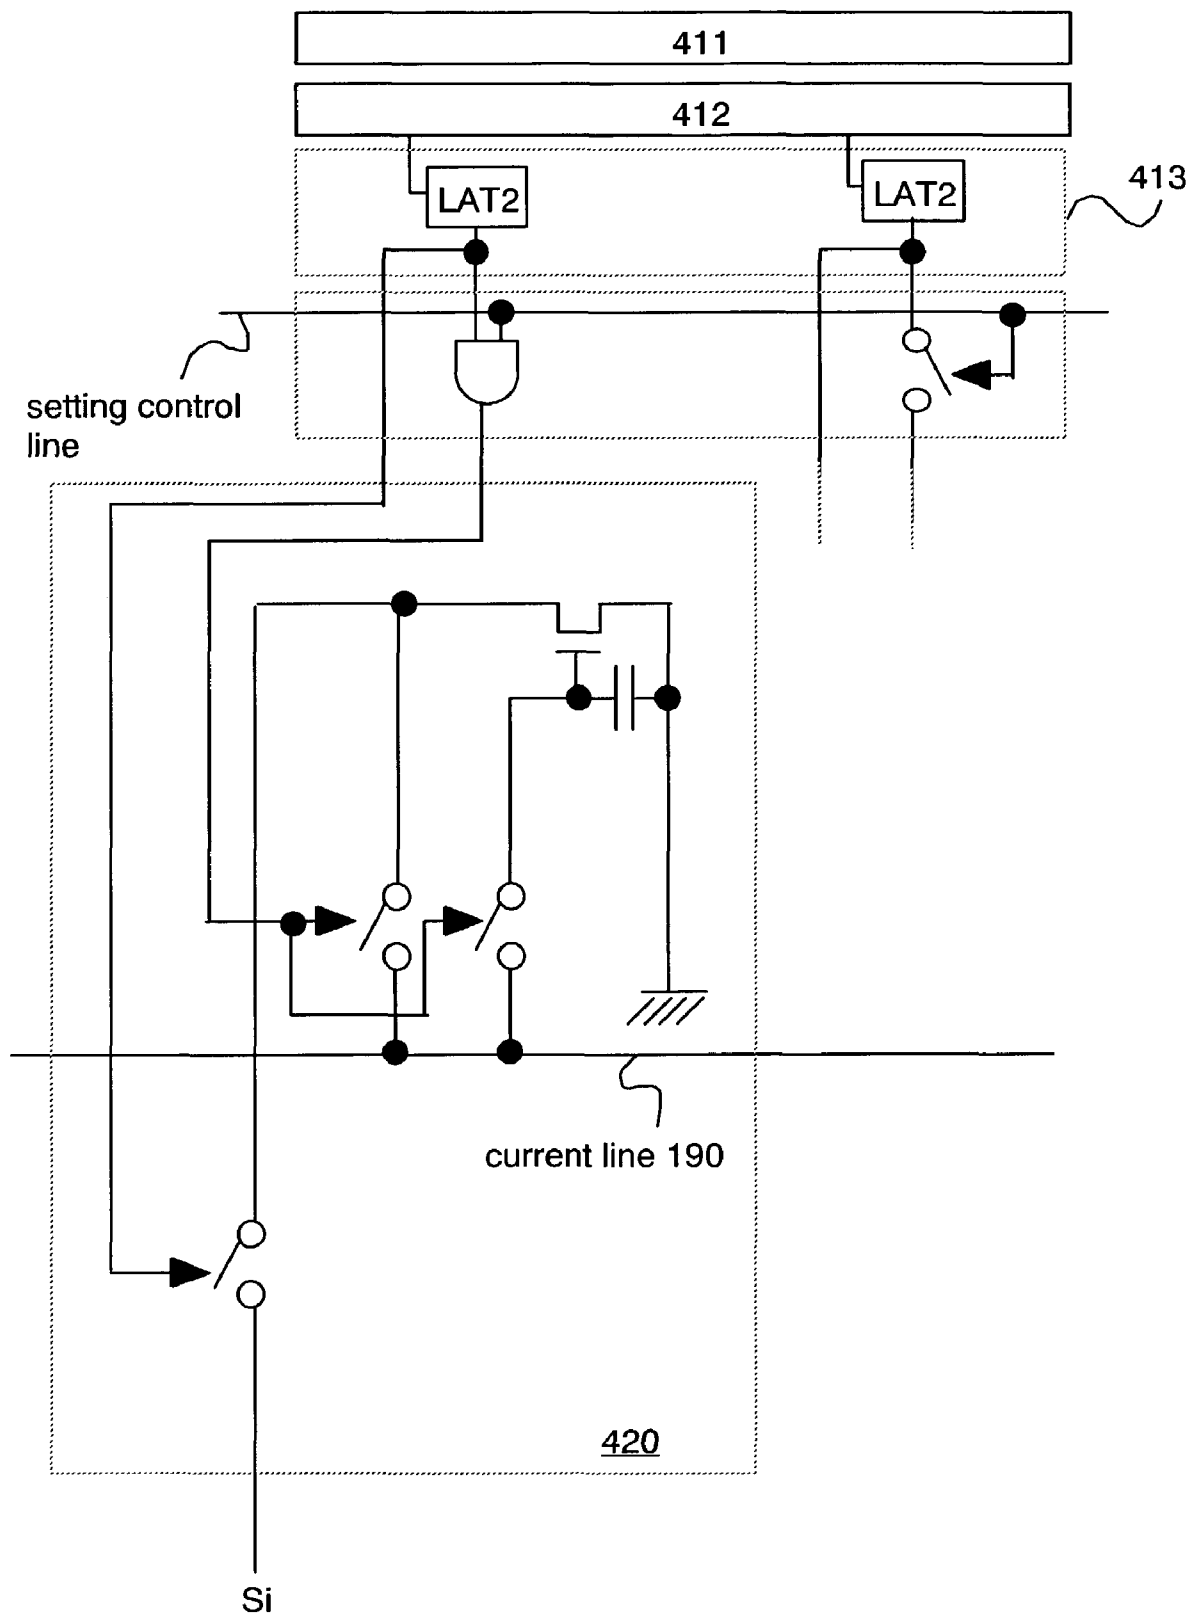 411
412
LAT2
LAT2
413
setting control
line
current line 190
420
Si